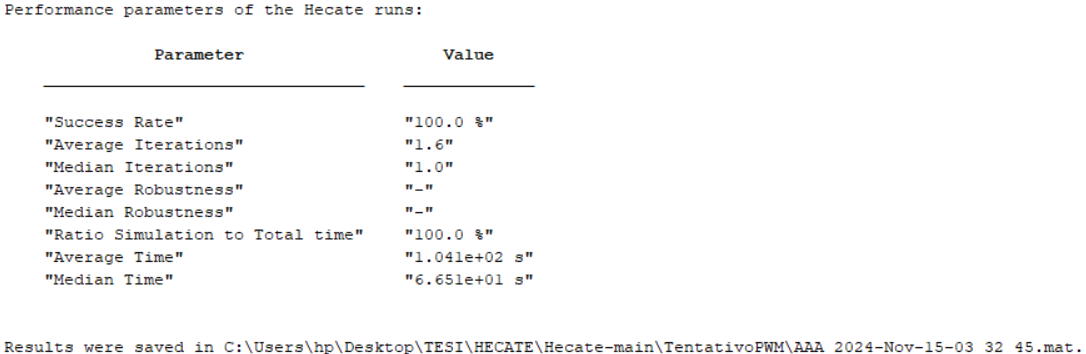 Performance parameters of the Hecate runs:
Parameter Value
"Success Rate" "100.0 %"
"Average Iterations" "1.6"
"Median Iterations" "1.0"
"Average Robustness" "-"
"Median Robustness" "-"
"Ratio Simulation to Total time" "100.0 %"
"Average Time" "1.041e+02 s"
"Median Time" "6.651e+01 s"
Results were saved in C:\Users\hp\Desktop\TESI\HECATE\Hecate-main\TentativoPWM\AAA 2024-Nov-15-03 32 45.mat.